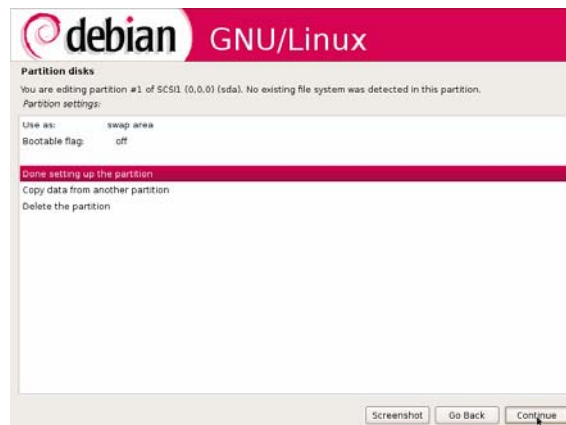 debian GNU/Linux
Partition disks
You are editing partition #1 of SCSI1 (0,0,0) (sda). No existing file system was detected in this partition.
Partition settings:
Use as: swap area
Bootable flag: off
Done setting up the partition
Copy data from another partition
Delete the partition
Screenshot Go Back Continue